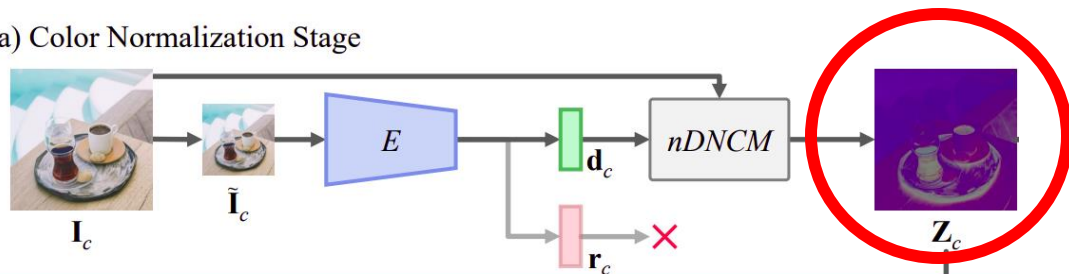 a) Color Normalization Stage
E
nDNCM
d_c
Ĩ_c
I_c
Z_c
r_c